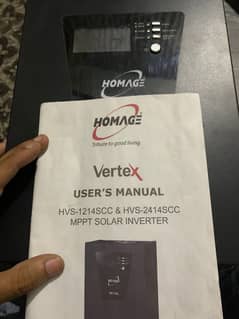 HOMAGE
HOMAGE
Tribute to good living
Vertex
USER'S MANUAL
HVS-1214SCC & HVS-2414SCC
MPPT SOLAR INVERTER